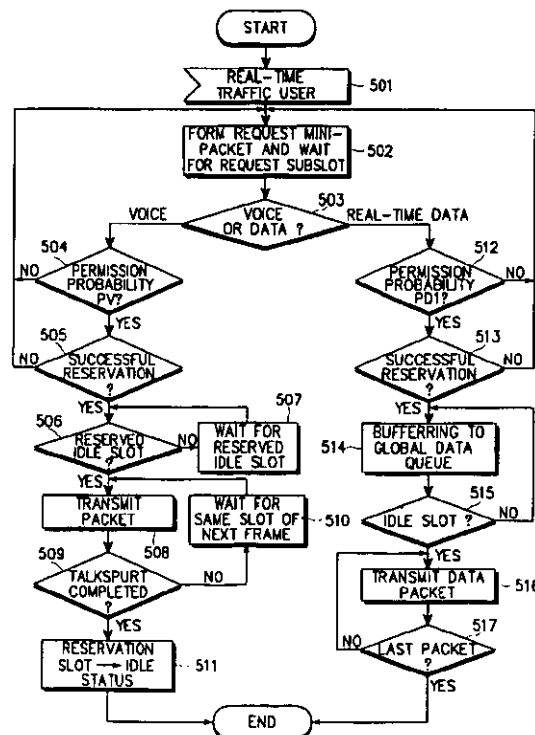 START
REAL-TIME
TRAFFIC USER
501
FORM REQUEST MINI-
PACKET AND WAIT
FOR REQUEST SUBSLOT
502
503
VOICE
VOICE
OR DATA ?
REAL-TIME DATA
504
PERMISSION
PROBABILITY
PV?
NO
YES
512
PERMISSION
PROBABILITY
PD1?
NO
YES
505
SUCCESSFUL
RESERVATION
?
NO
YES
513
SUCCESSFUL
RESERVATION
?
NO
YES
506
RESERVED
IDLE SLOT
?
NO
YES
507
WAIT FOR
RESERVED
IDLE SLOT
514
BUFFERRING TO
GLOBAL DATA
QUEUE
TRANSMIT
PACKET
508
WAIT FOR
SAME SLOT OF
NEXT FRAME
510
515
IDLE SLOT ?
NO
YES
509
TALKSPURT
COMPLETED
?
NO
YES
TRANSMIT DATA
PACKET
516
517
LAST PACKET
?
NO
YES
RESERVATION
SLOT → IDLE
STATUS
511
END